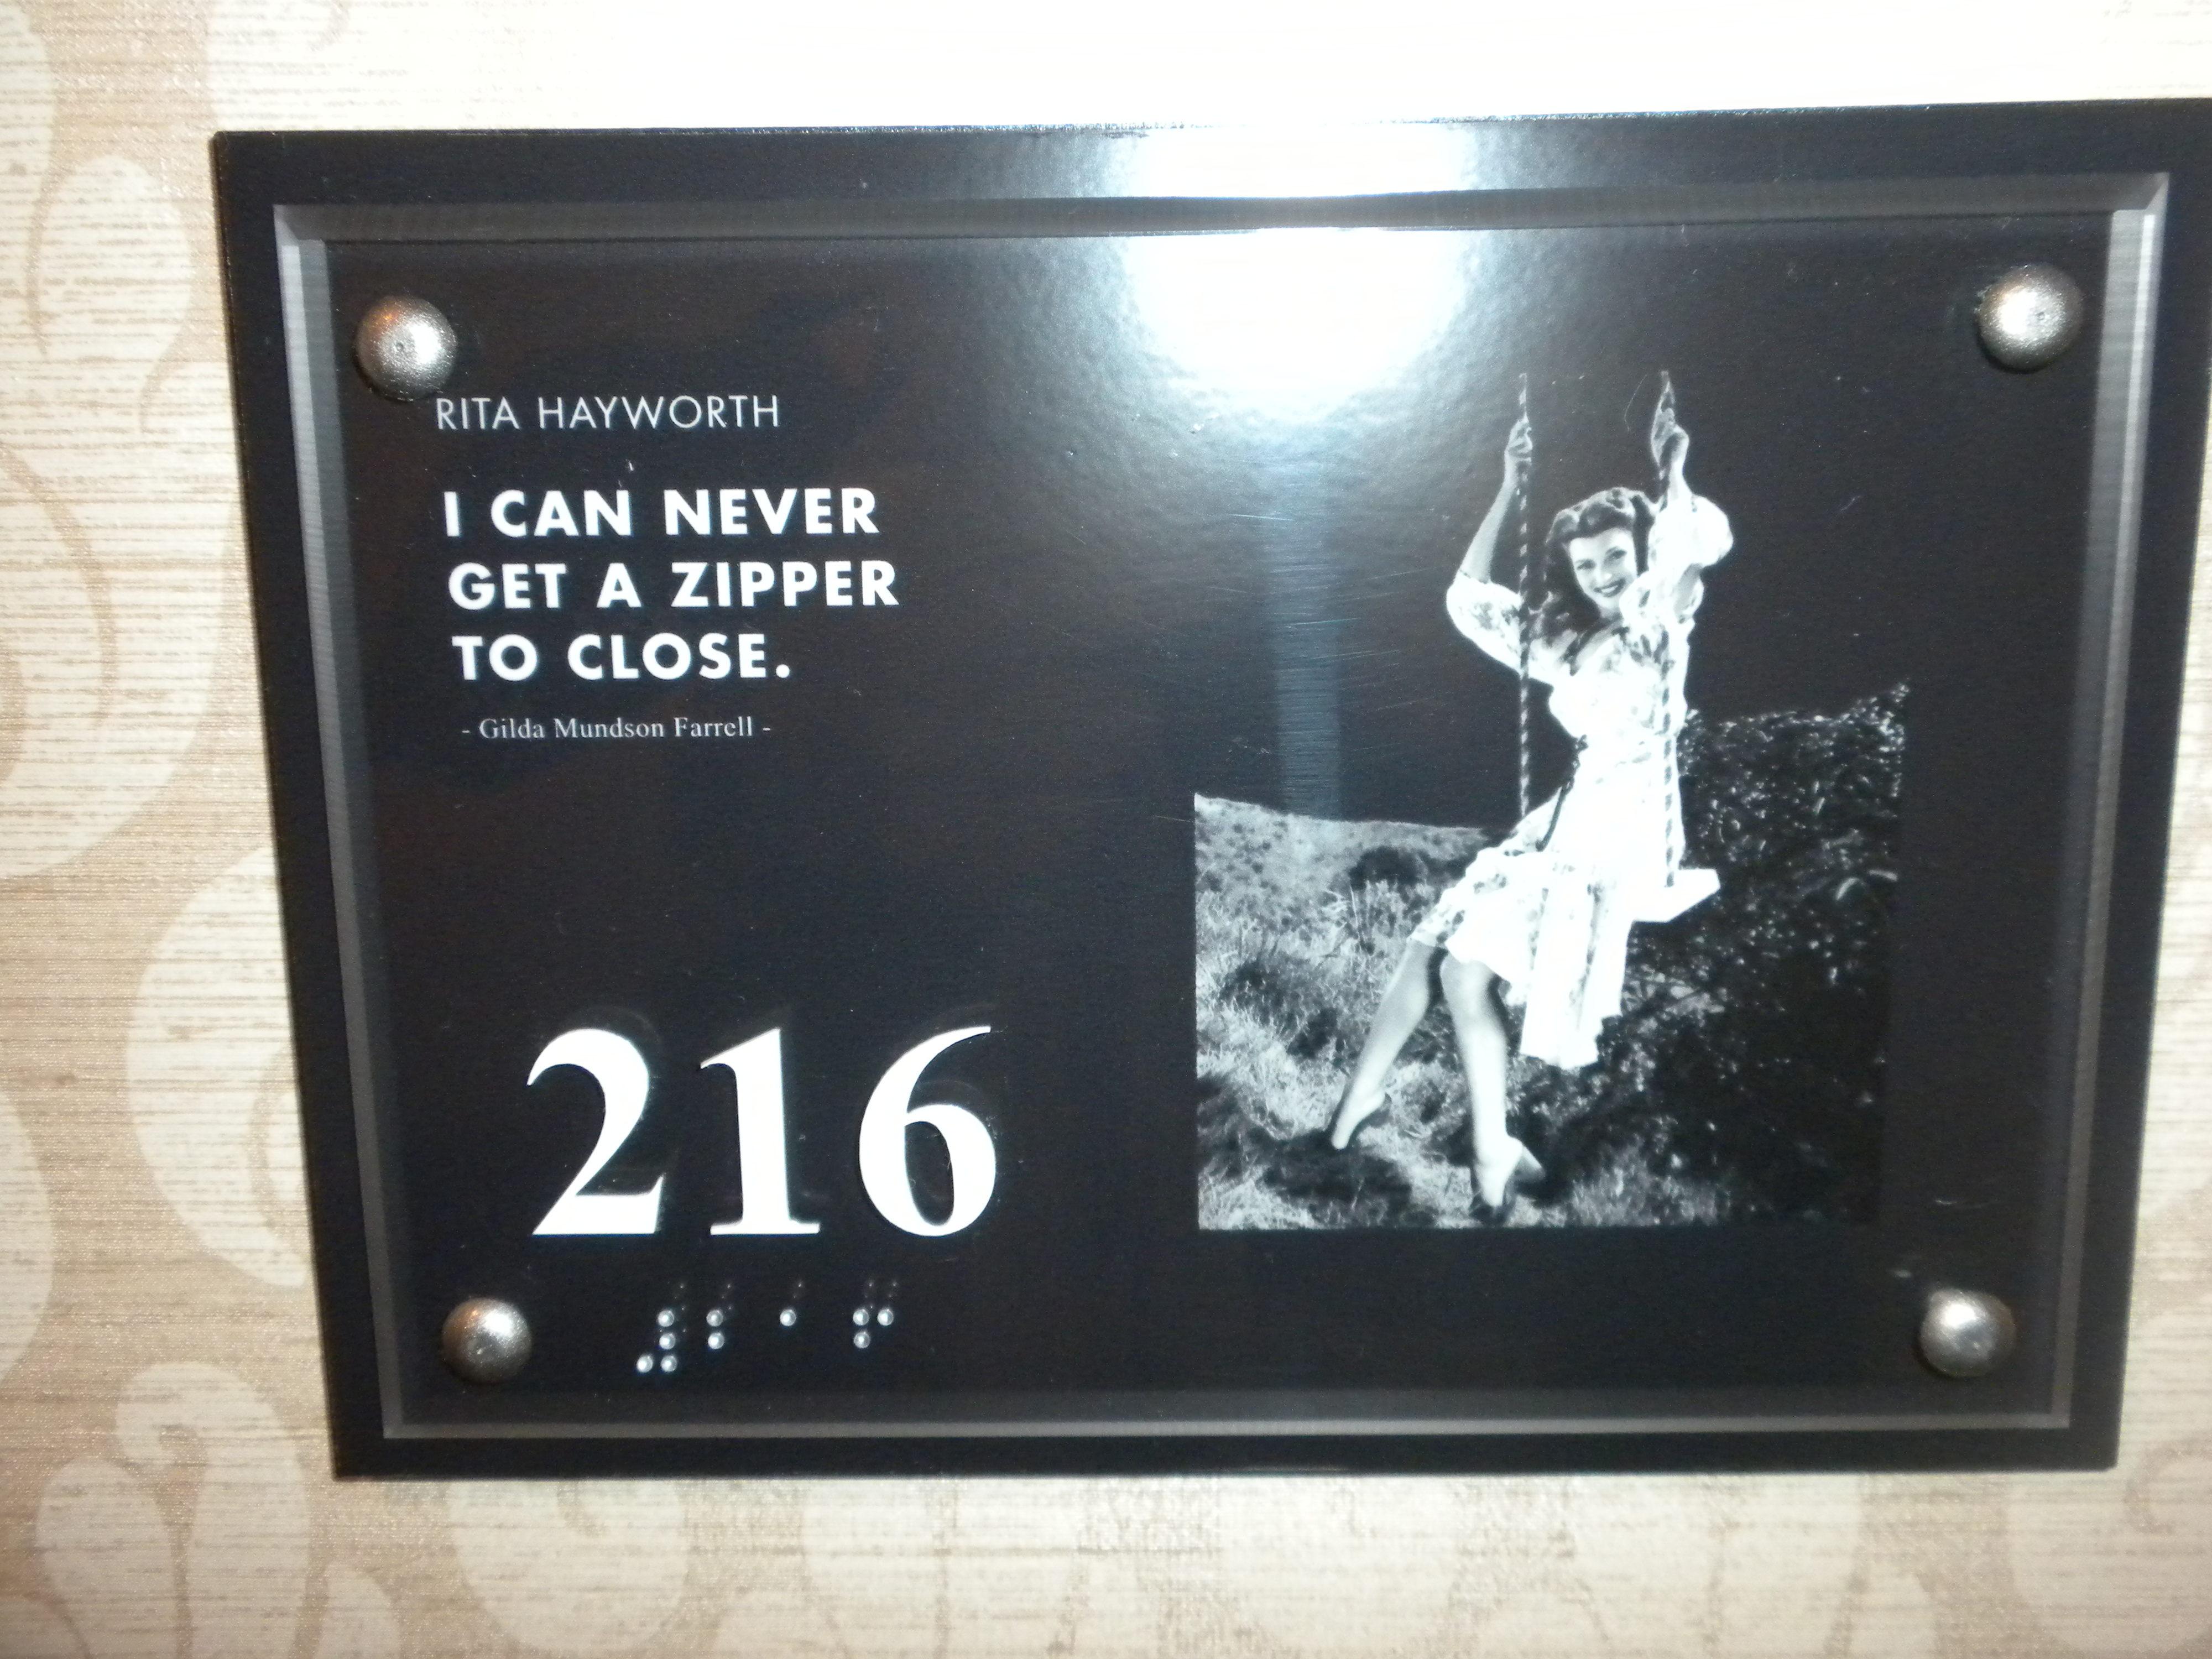 RITA HAYWORTH
I CAN NEVER
GET A ZIPPER
TO CLOSE.
- Gilda Mundson Farrell -
216
⠼⠃⠁⠋